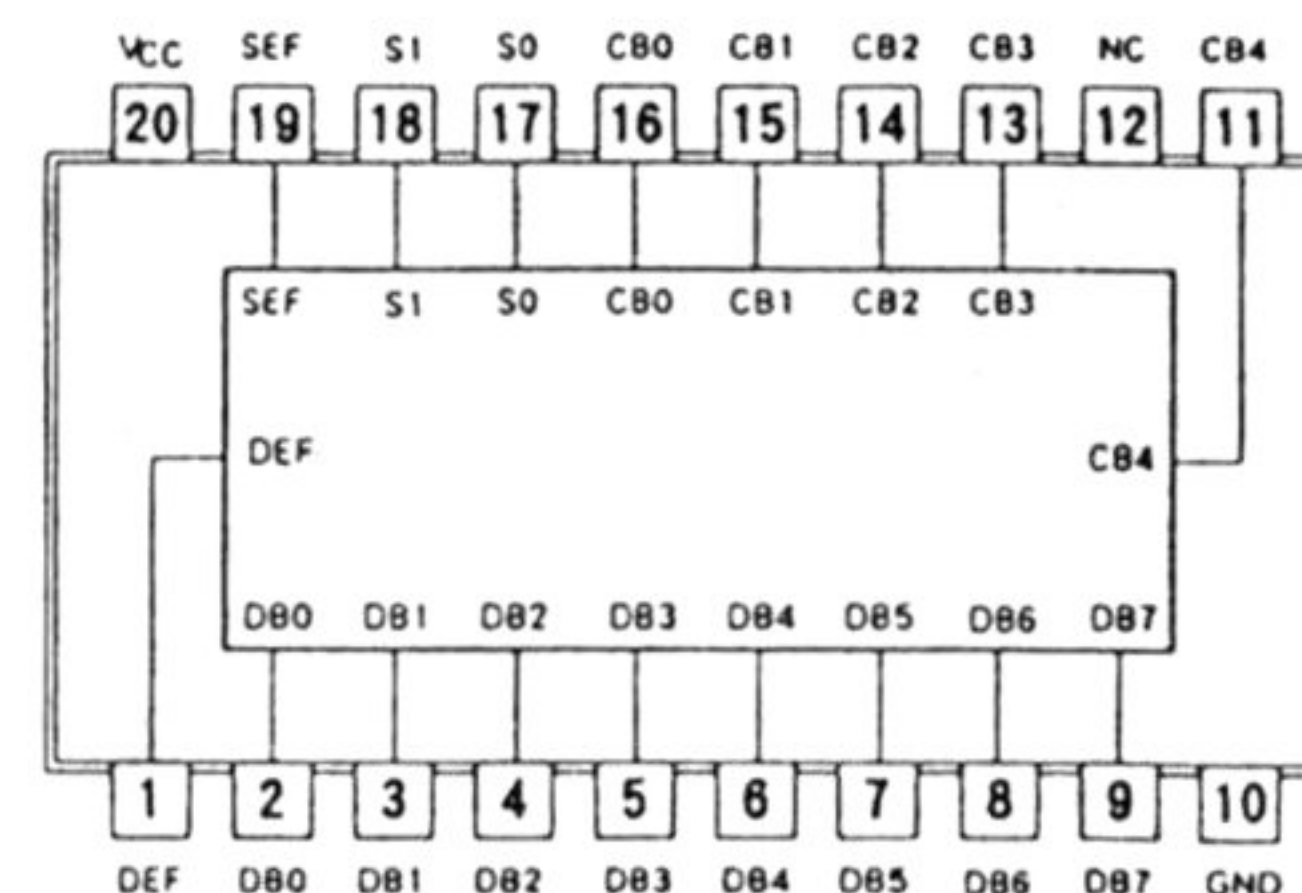 VCC SEF S1 S0 CB0 CB1 CB2 CB3 NC CB4
20 19 18 17 16 15 14 13 12 11
SEF S1 S0 CB0 CB1 CB2 CB3
DEF CB4
DB0 DB1 DB2 DB3 DB4 DB5 DB6 DB7
1 2 3 4 5 6 7 8 9 10
DEF DB0 DB1 DB2 DB3 DB4 DB5 DB6 DB7 GND